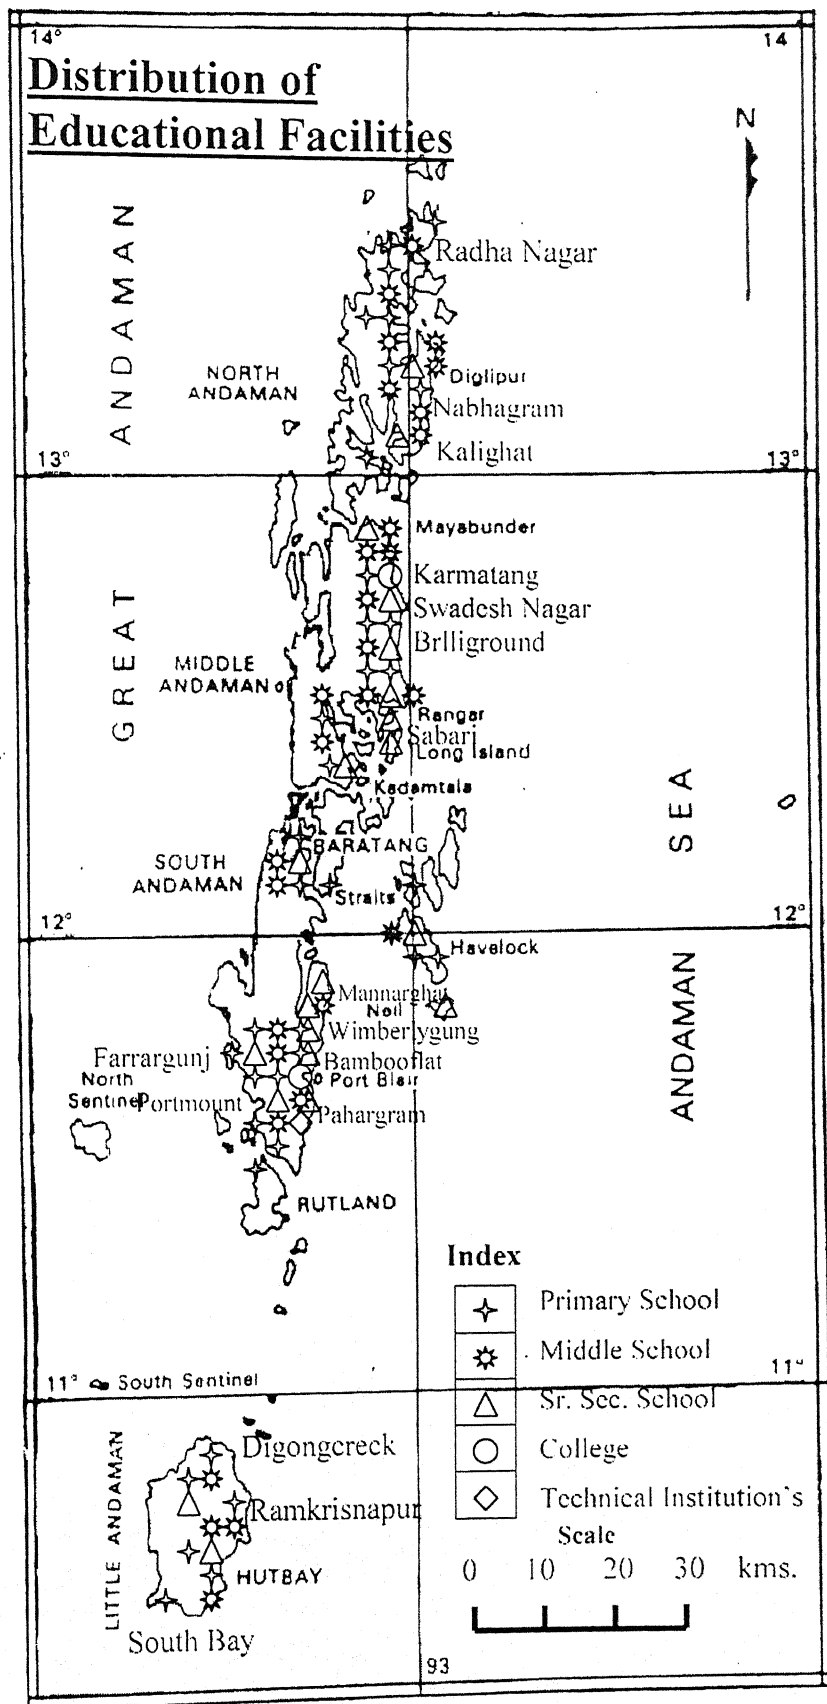 14°
14
Distribution of
Educational Facilities
N
GREAT ANDAMAN
Radha Nagar
NORTH
ANDAMAN
Diglipur
Nabhagram
Kalighat
13°
13°
Mayabunder
Karmatang
Swadesh Nagar
Brlliground
MIDDLE
ANDAMAN
Rangar
Sabari
Long Island
Kadamtala
ANDAMAN SEA
BARATANG
SOUTH
ANDAMAN
Straits
12°
12°
Havelock
Mannarghat
Neil
Wimberlygung
Farrargunj
Bambooflat
North
Sentinel
Port Blair
Portmount
Pahargram
RUTLAND
Index
Primary School
Middle School
Sr. Sec. School
College
Technical Institution's
Scale
0 10 20 30 kms.
11°
South Sentinel
11°
LITTLE ANDAMAN
Digongcreck
Ramkrisnapur
HUTBAY
South Bay
93